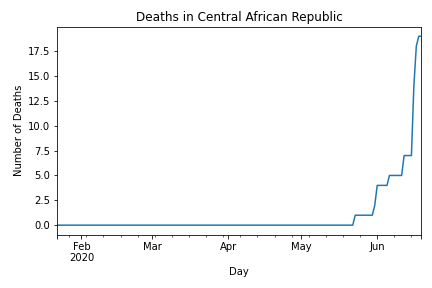 Deaths in Central African Republic
Number of Deaths
17.5
15.0
12.5
10.0
7.5
5.0
2.5
0.0
Feb Mar Apr May Jun
2020
Day